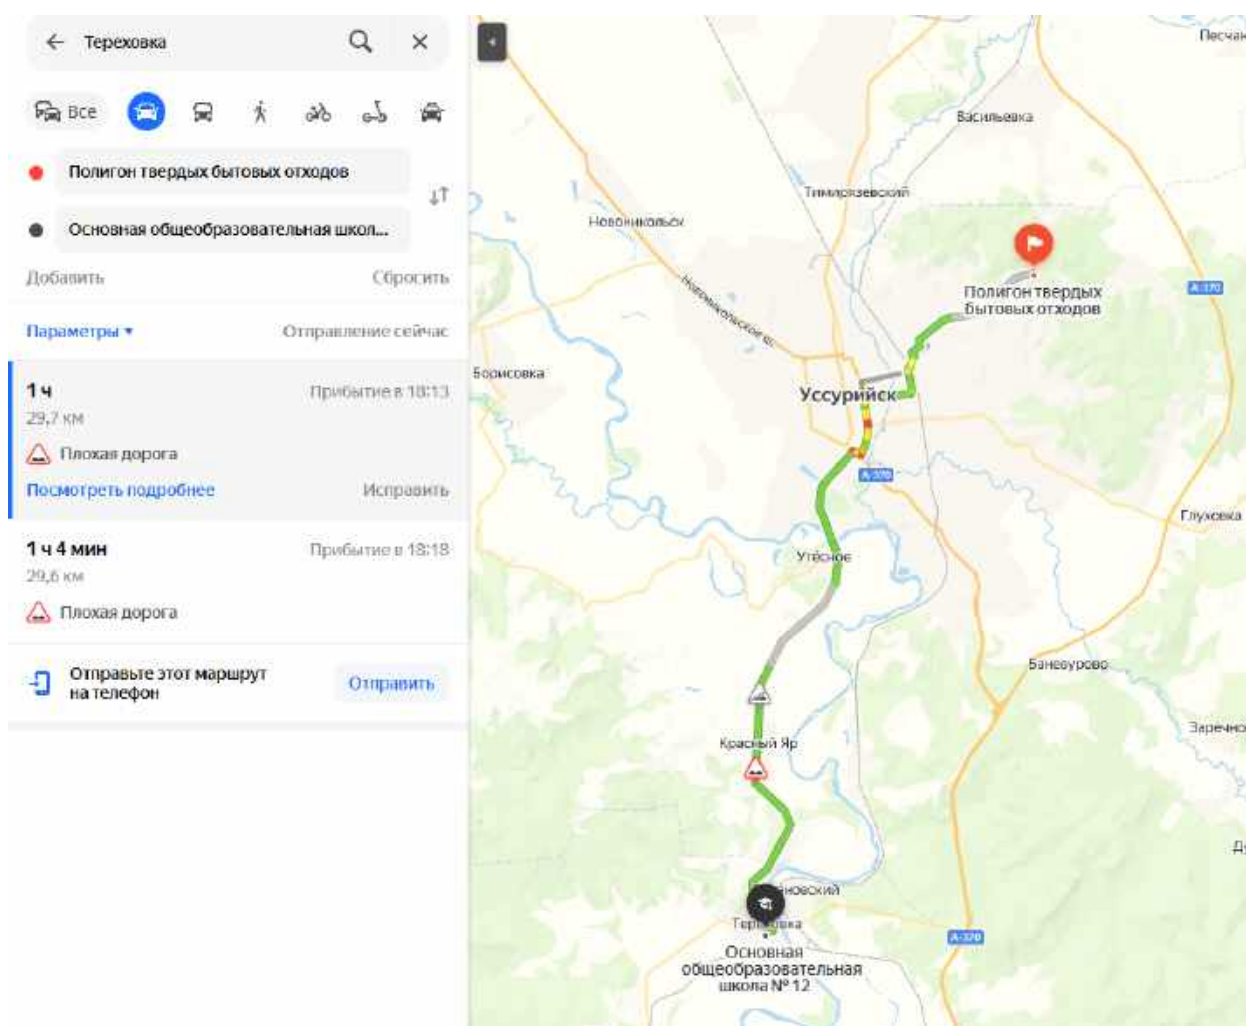 Тереховка
Все
Полигон твердых бытовых отходов
Основная общеобразовательная школ...
Добавить
Сбросить
Параметры
Отправление сейчас
1 ч
Прибытие в 18:13
29,7 км
Плохая дорога
Посмотреть подробнее
Исправить
1 ч 4 мин
Прибытие в 18:18
29,6 км
Плохая дорога
Отправьте этот маршрут
на телефон
Отправить
Васильевка
Тимирязевский
Новоникольск
Новоникольское ш.
Полигон твердых
бытовых отходов
А-370
Борисовка
Уссурийск
А-370
Глуховка
Утёсное
Баневурово
Красный Яр
Тереховка
А-370
Основная
общеобразовательная
школа № 12